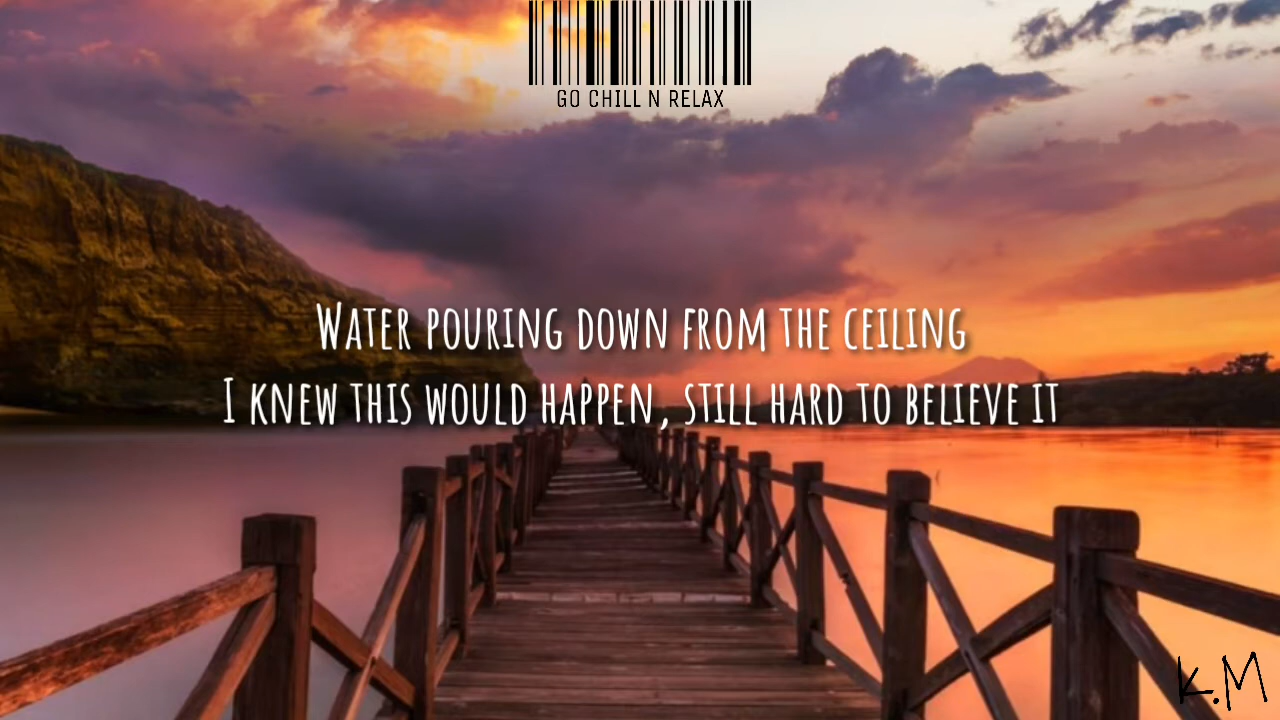 GO CHILL N RELAX
Water pouring down from the ceiling
I knew this would happen, still hard to believe it
K.M